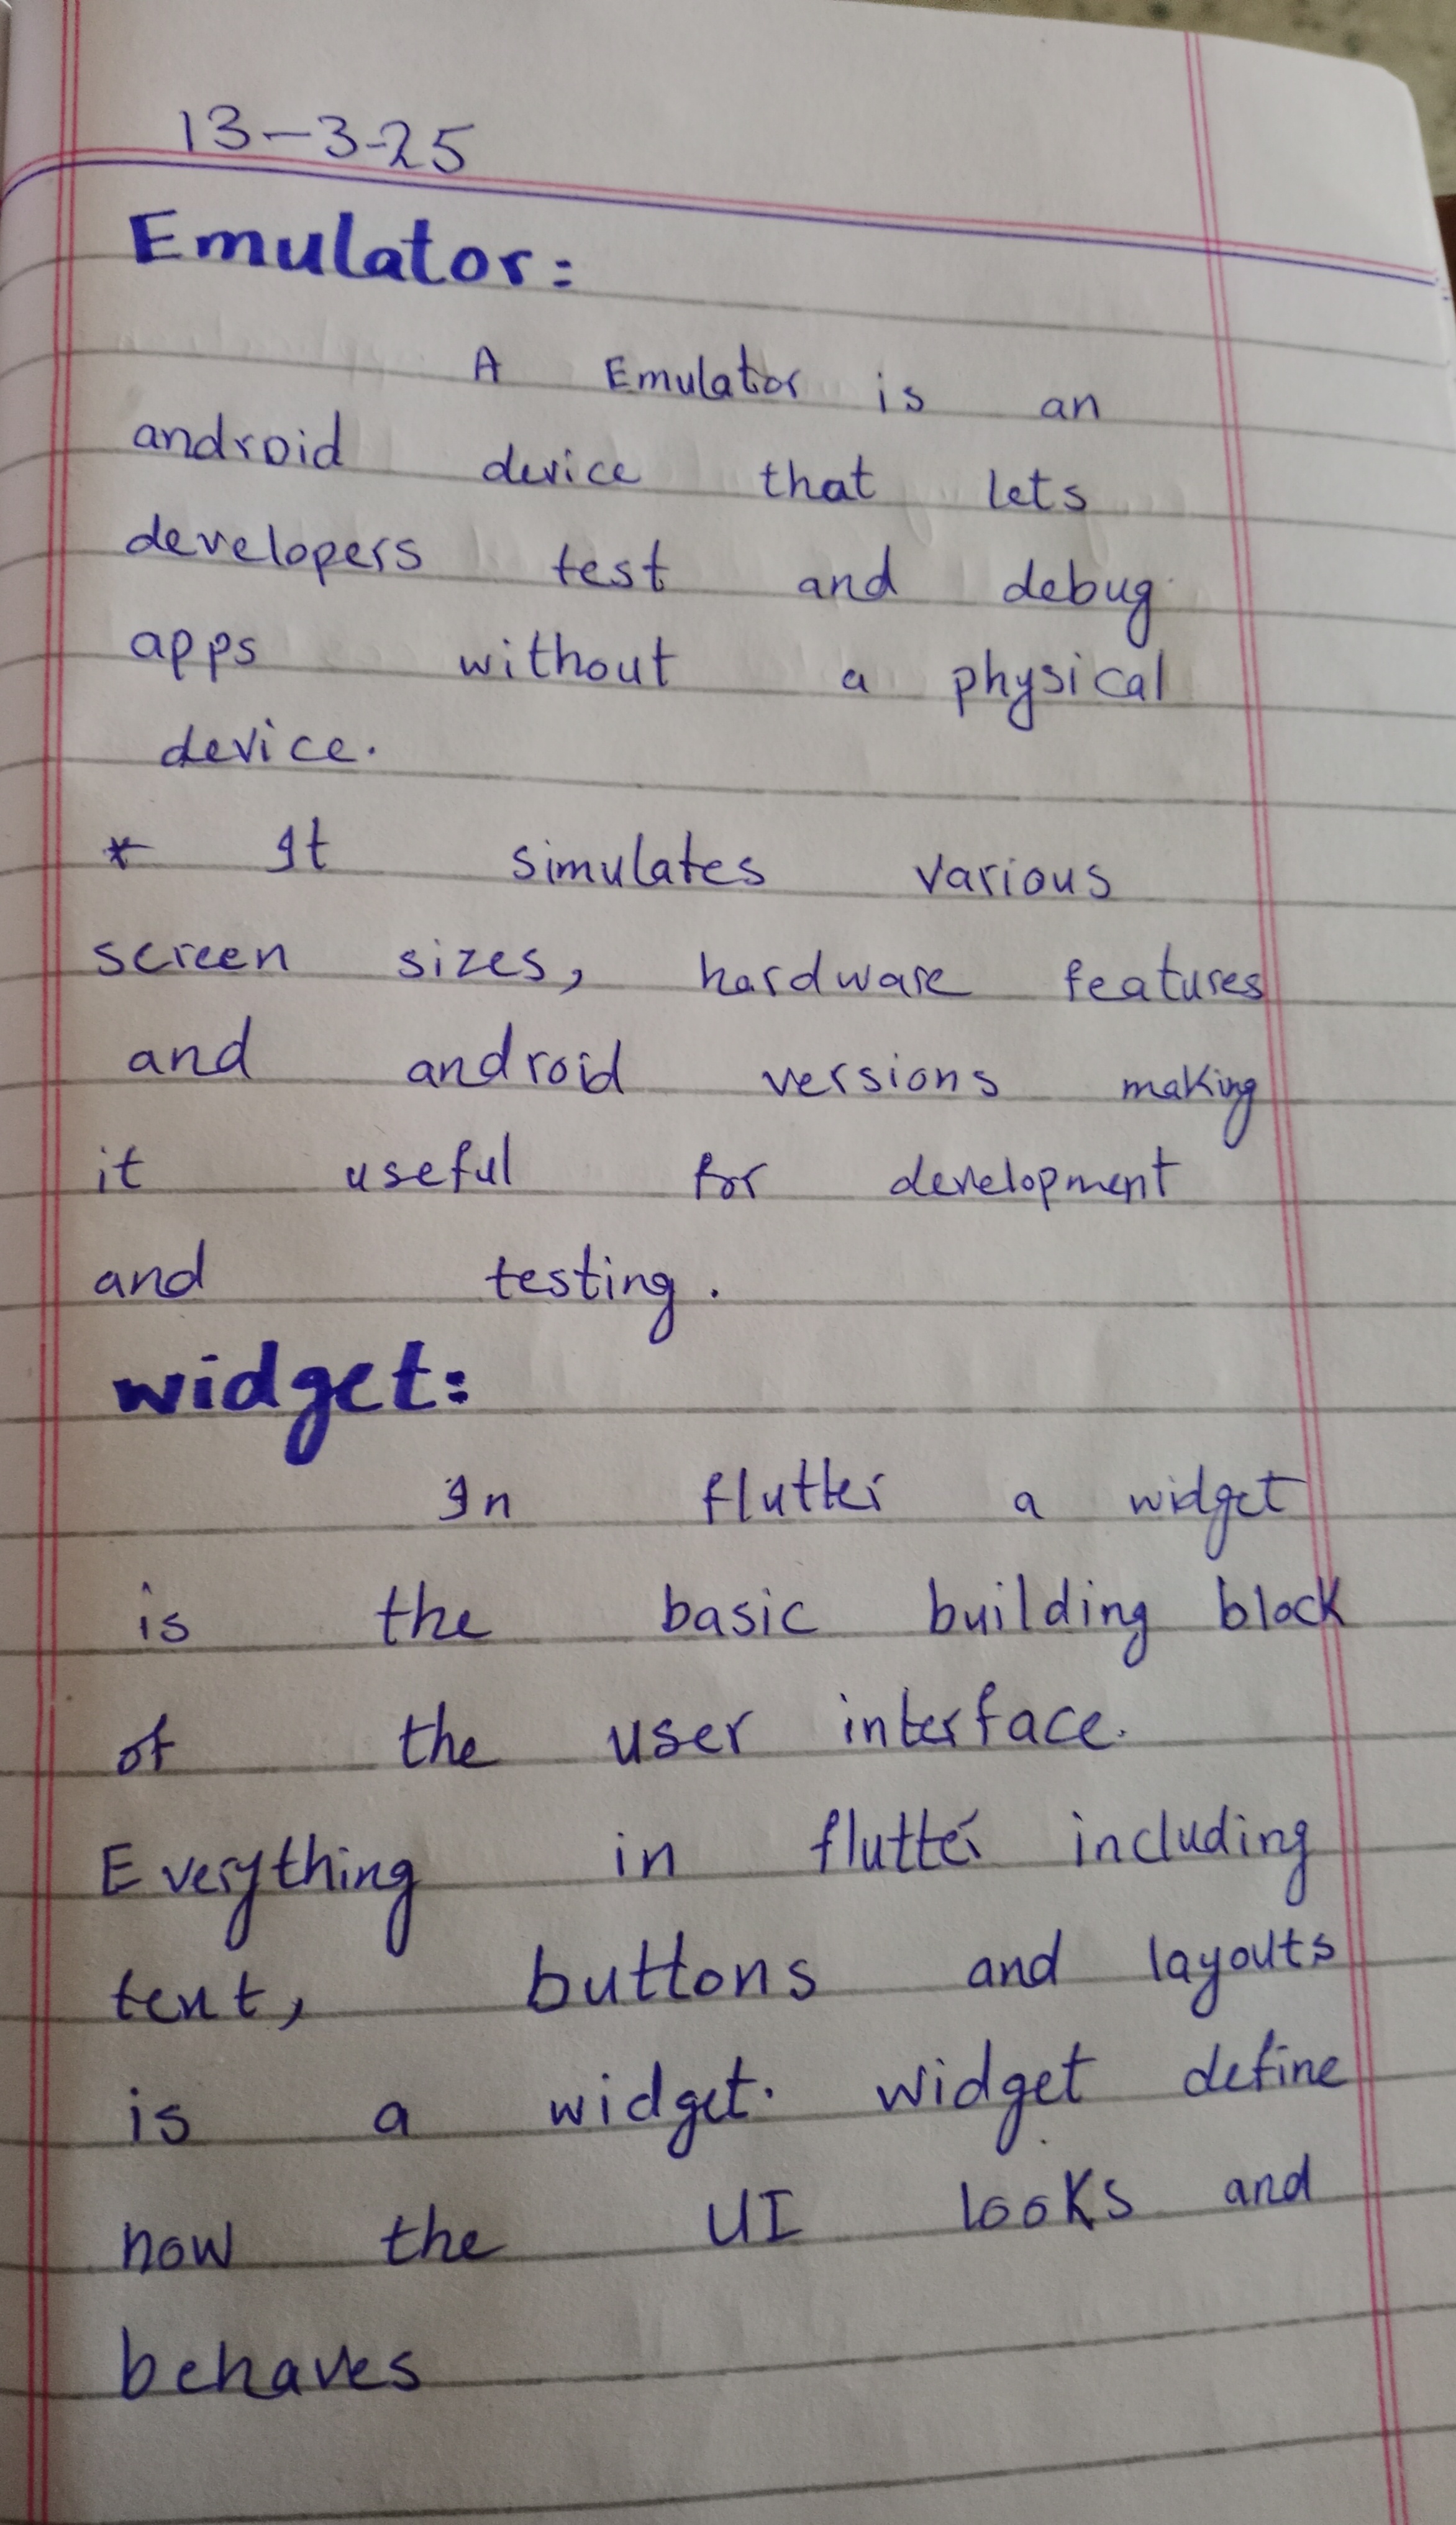 13-3-25
Emulator:
A Emulator is an
android device that lets
developers test and debug
apps without a physical
device.
* It simulates various
screen sizes, hardware features
and android versions making
it useful for development
and testing.
widget:
In flutter a widget
is the basic building block
of the user interface.
Everything in flutter including
text, buttons and layouts
is a widget. widget define
how the UI looks and
behaves